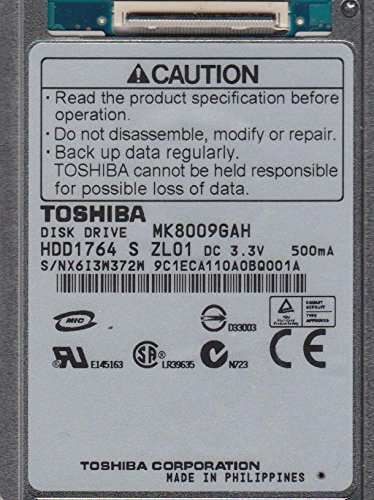 ⚠CAUTION
・Read the product specification before
operation.
・Do not disassemble, modify or repair.
・Back up data regularly.
TOSHIBA cannot be held responsible
for possible loss of data.
TOSHIBA
DISK DRIVE MK8009GAH
HDD1764 S ZL01 DC 3.3V 500mA
S/NX6I3W372W 9C1ECA110A0BQ001A
MIC
D33003
TYPE
APPROVED
E145163
LR39635
N723
CE
TOSHIBA CORPORATION
MADE IN PHILIPPINES